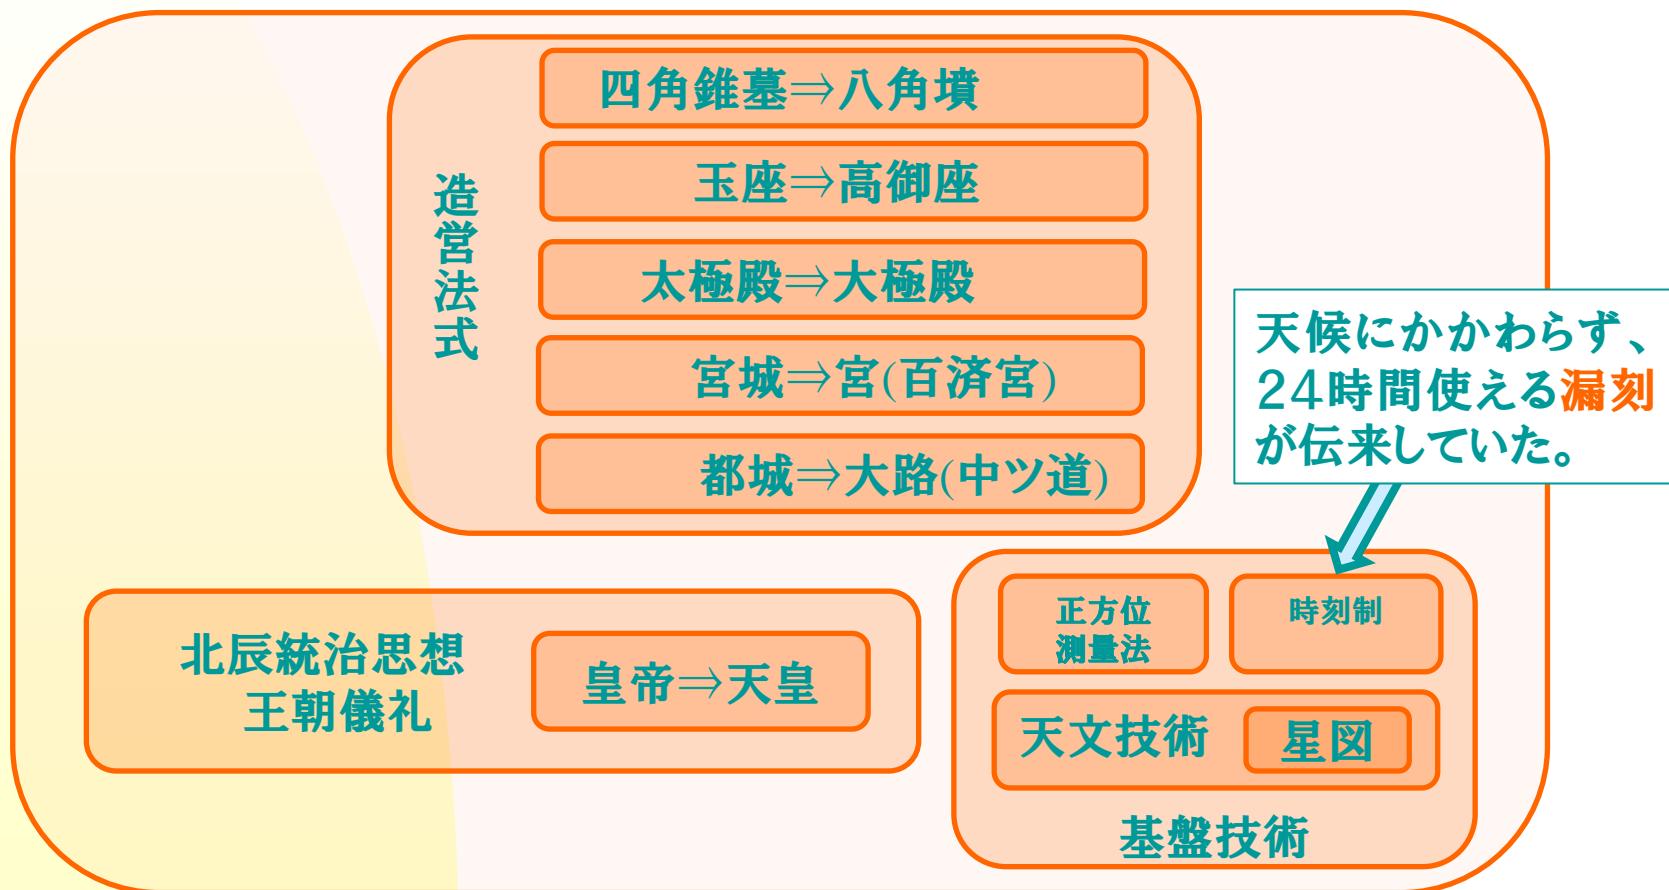 四角錐墓⇒八角墳
玉座⇒高御座
太極殿⇒大極殿
宮城⇒宮(百済宮)
都城⇒大路(中ツ道)
造営法式
天候にかかわらず、
24時間使える漏刻
が伝来していた。
北辰統治思想
王朝儀礼
皇帝⇒天皇
正方位
測量法
時刻制
天文技術
星図
基盤技術